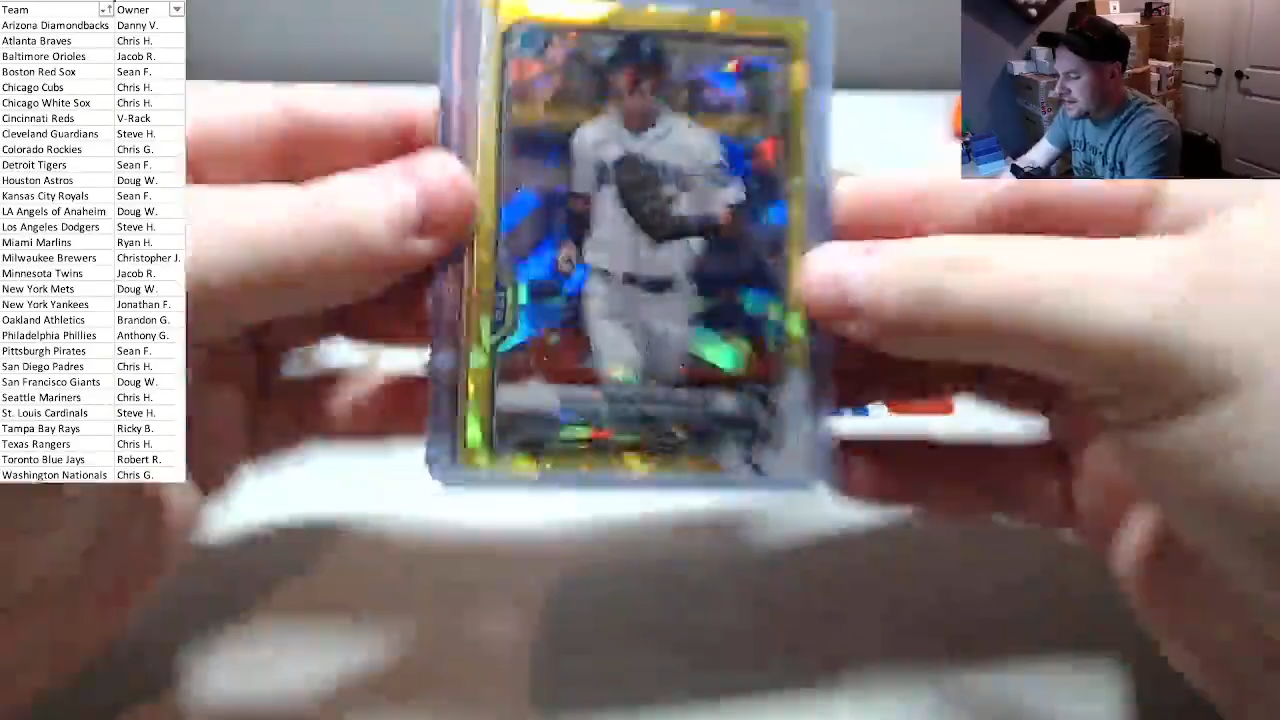 Team Owner
Arizona Diamondbacks Danny V.
Atlanta Braves Chris H.
Baltimore Orioles Jacob R.
Boston Red Sox Sean F.
Chicago Cubs Chris H.
Chicago White Sox Chris H.
Cincinnati Reds V-Rack
Cleveland Guardians Steve H.
Colorado Rockies Chris G.
Detroit Tigers Sean F.
Houston Astros Doug W.
Kansas City Royals Sean F.
LA Angels of Anaheim Doug W.
Los Angeles Dodgers Steve H.
Miami Marlins Ryan H.
Milwaukee Brewers Christopher J.
Minnesota Twins Jacob R.
New York Mets Doug W.
New York Yankees Jonathan F.
Oakland Athletics Brandon G.
Philadelphia Phillies Anthony G.
Pittsburgh Pirates Sean F.
San Diego Padres Chris H.
San Francisco Giants Doug W.
Seattle Mariners Chris H.
St. Louis Cardinals Steve H.
Tampa Bay Rays Ricky B.
Texas Rangers Chris H.
Toronto Blue Jays Robert R.
Washington Nationals Chris G.